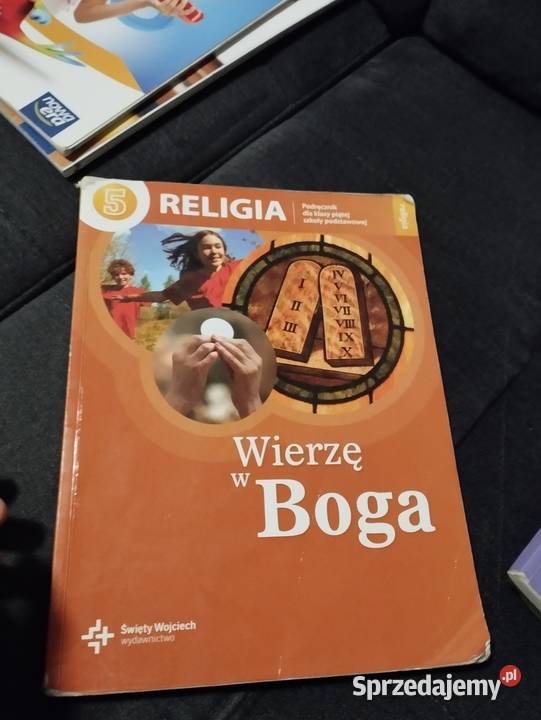 nowa
era
5
RELIGIA
Podręcznik
dla klasy piątej
szkoły podstawowej
religia
I
II
III
IV
V
VI
VII
VIII
IX
X
Wierzę
w
Boga
Święty Wojciech
wydawnictwo
Sprzedajemy.pl